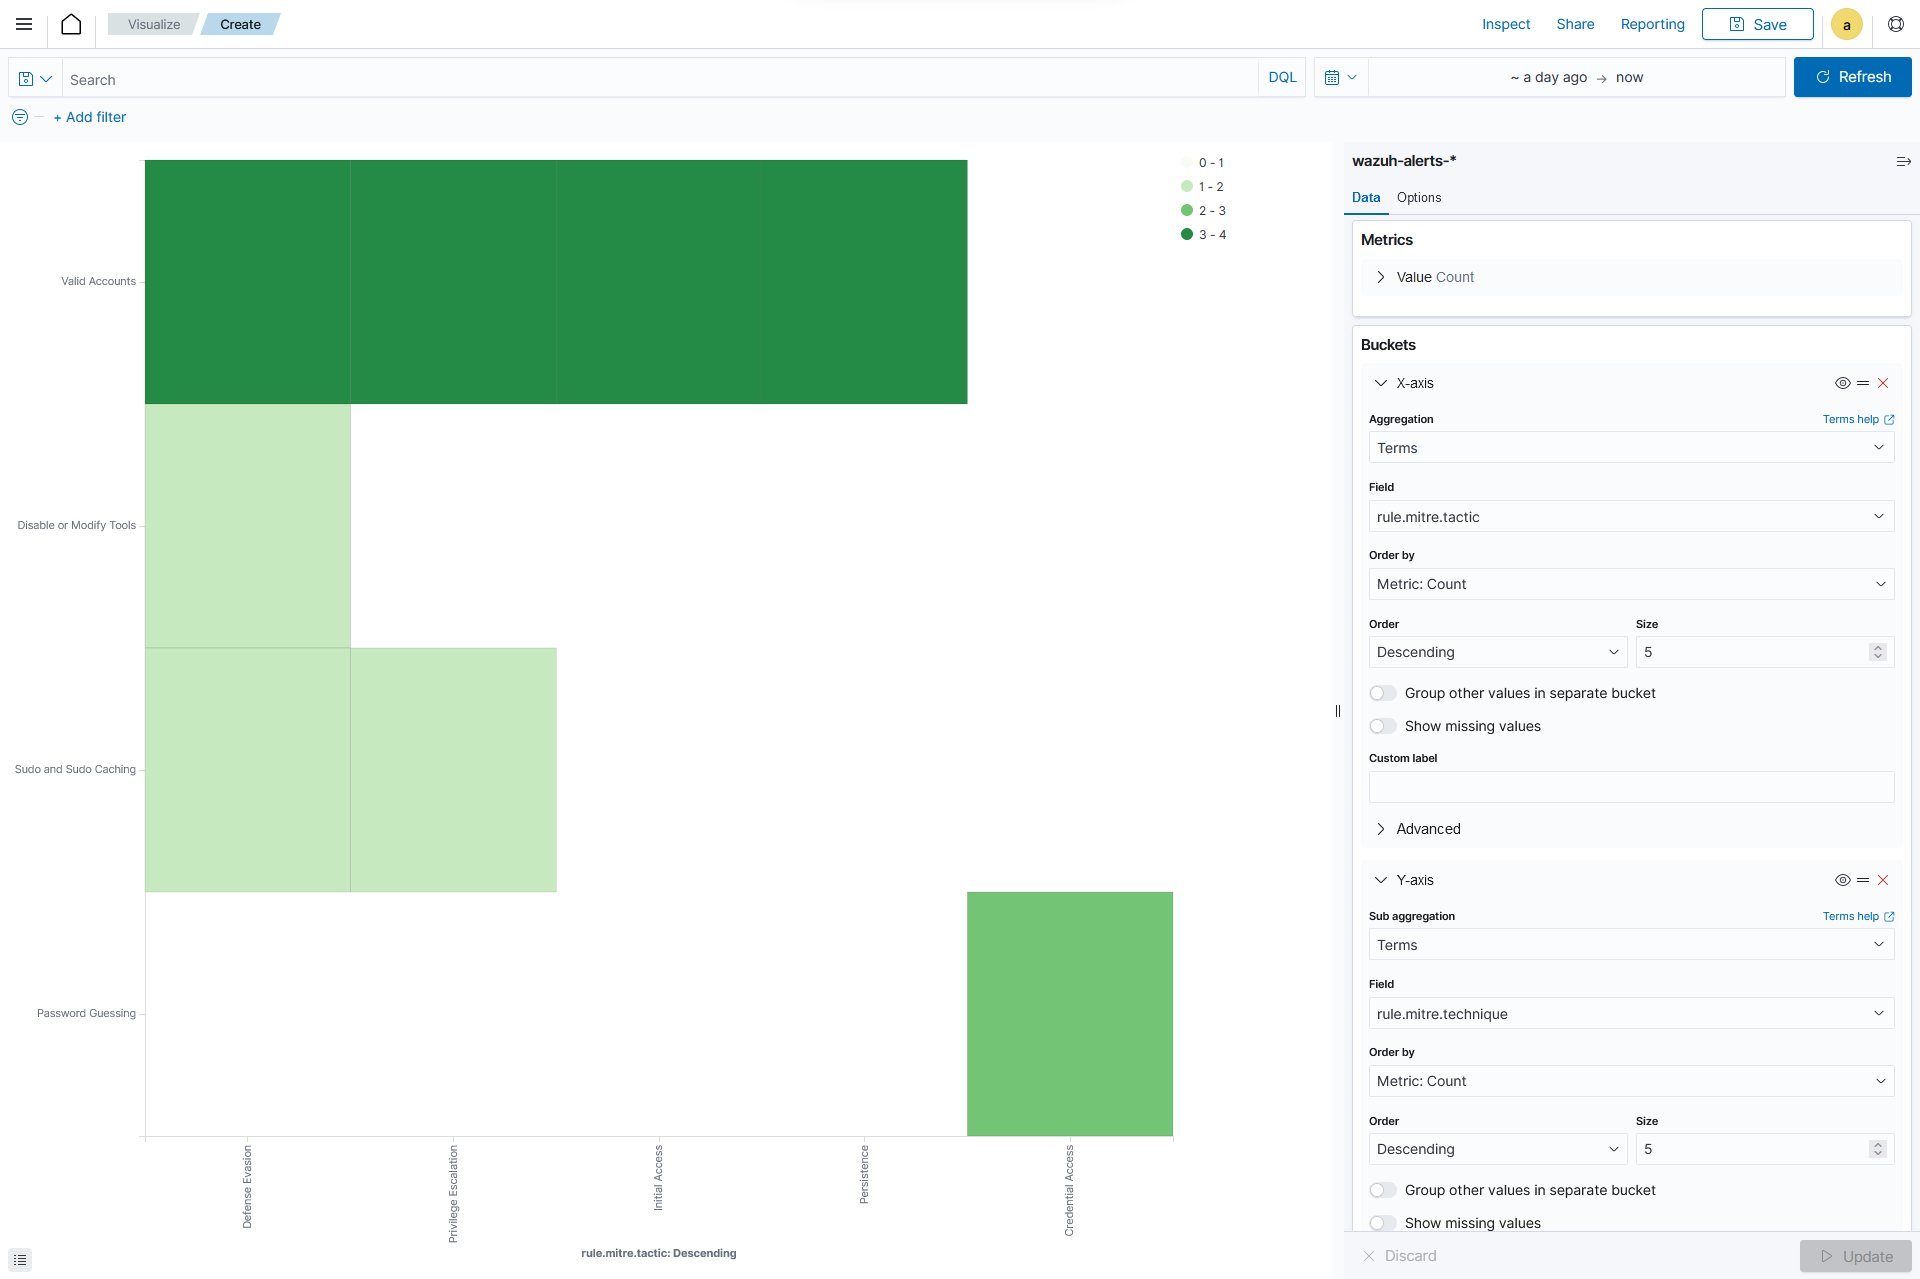 Visualize
Create
Inspect
Share
Reporting
Save
a
Search
DQL
~ a day ago → now
Refresh
+ Add filter
0 - 1
1 - 2
2 - 3
3 - 4
Valid Accounts
Disable or Modify Tools
Sudo and Sudo Caching
Password Guessing
Defense Evasion
Privilege Escalation
Initial Access
Persistence
Credential Access
rule.mitre.tactic: Descending
wazuh-alerts-*
Data
Options
Metrics
Value Count
Buckets
X-axis
Aggregation
Terms help
Terms
Field
rule.mitre.tactic
Order by
Metric: Count
Order
Size
Descending
5
Group other values in separate bucket
Show missing values
Custom label
Advanced
Y-axis
Sub aggregation
Terms help
Terms
Field
rule.mitre.technique
Order by
Metric: Count
Order
Size
Descending
5
Group other values in separate bucket
Show missing values
Discard
Update